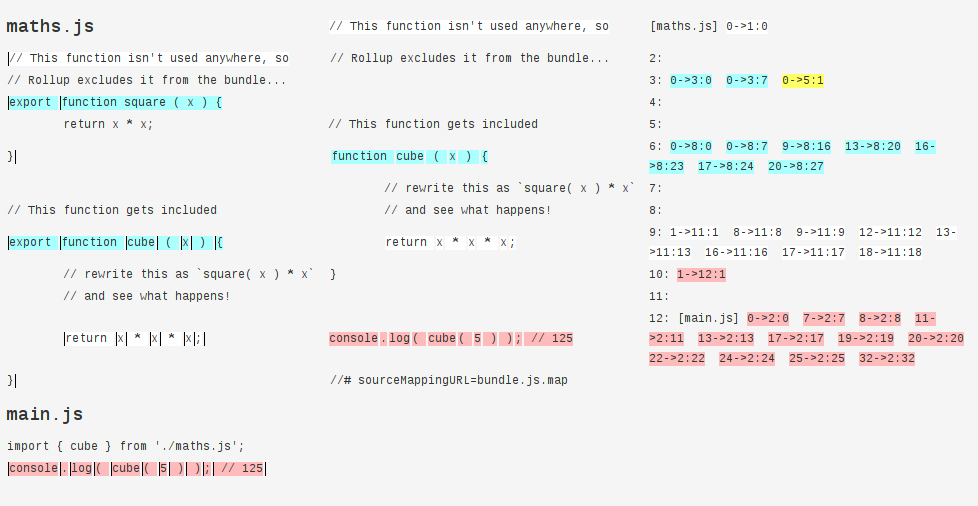 maths.js
// This function isn't used anywhere, so
// Rollup excludes it from the bundle...
export function square ( x ) {
return x * x;
}
// This function gets included
export function cube ( x ) {
// rewrite this as `square( x ) * x`
// and see what happens!
return x * x * x;
}
main.js
import { cube } from './maths.js';
console.log( cube( 5 ) ); // 125
// This function isn't used anywhere, so
// Rollup excludes it from the bundle...
// This function gets included
function cube ( x ) {
// rewrite this as `square( x ) * x`
// and see what happens!
return x * x * x;
}
console.log( cube( 5 ) ); // 125
//# sourceMappingURL=bundle.js.map
[maths.js] 0->1:0
2:
3: 0->3:0 0->3:7 0->5:1
4:
5:
6: 0->8:0 0->8:7 9->8:16 13->8:20 16-
>8:23 17->8:24 20->8:27
7:
8:
9: 1->11:1 8->11:8 9->11:9 12->11:12 13-
>11:13 16->11:16 17->11:17 18->11:18
10: 1->12:1
11:
12: [main.js] 0->2:0 7->2:7 8->2:8 11-
>2:11 13->2:13 17->2:17 19->2:19 20->2:20
22->2:22 24->2:24 25->2:25 32->2:32